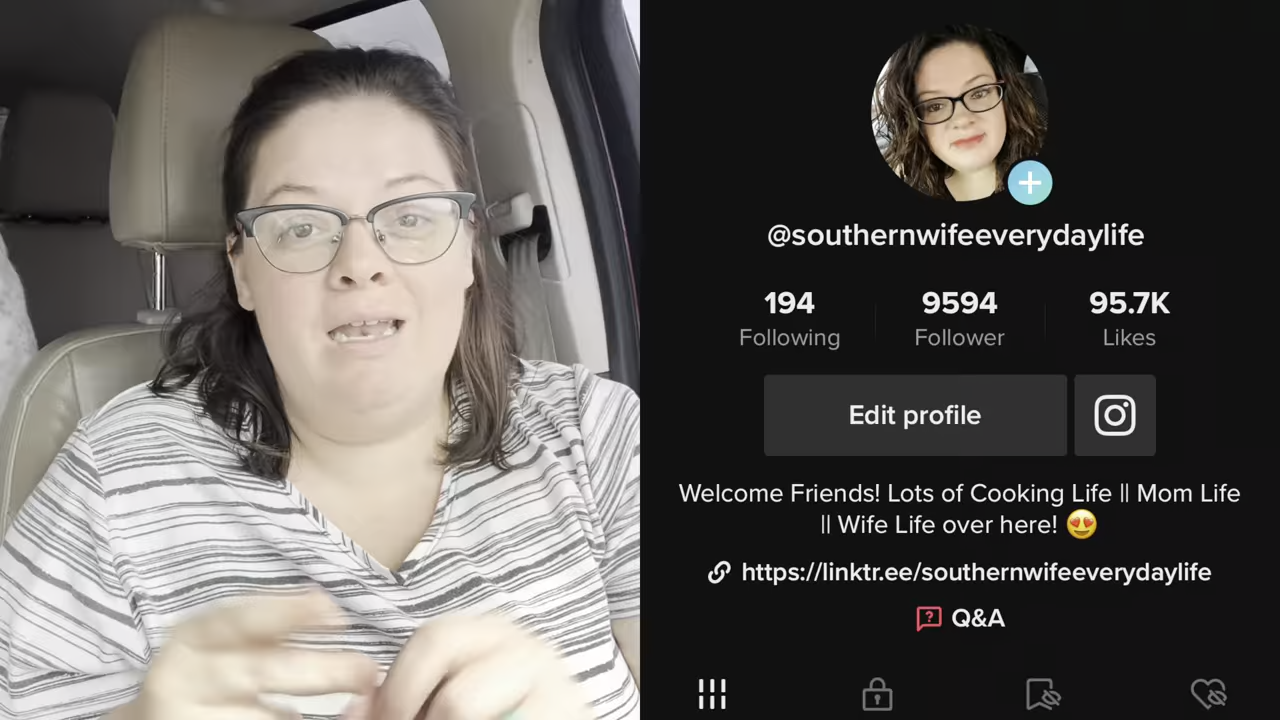 @southernwifeeverydaylife
194 9594 95.7K
Following Follower Likes
Edit profile
Welcome Friends! Lots of Cooking Life || Mom Life
|| Wife Life over here! 😍
https://linktr.ee/southernwifeeverydaylife
Q&A